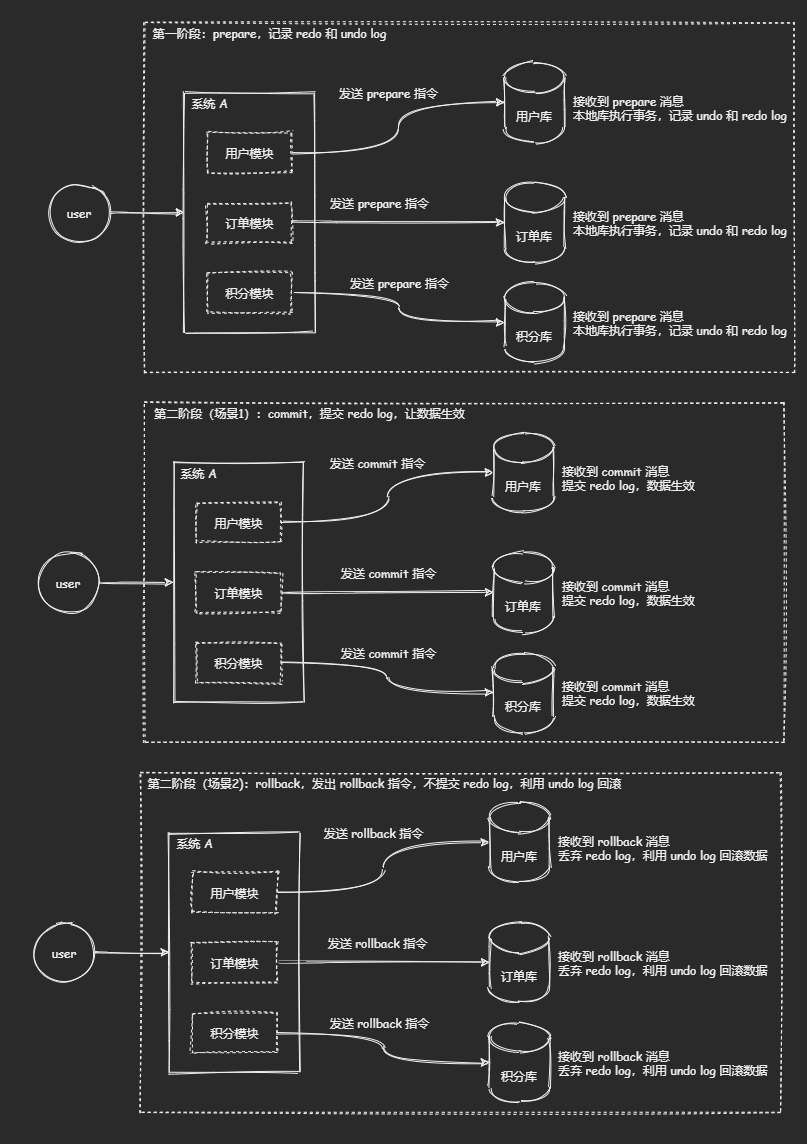 第一阶段：prepare，记录 redo 和 undo log
系统 A
发送 prepare 指令
用户模块
用户库
接收到 prepare 消息
本地库执行事务，记录 undo 和 redo log
user
发送 prepare 指令
订单模块
订单库
接收到 prepare 消息
本地库执行事务，记录 undo 和 redo log
发送 prepare 指令
积分模块
积分库
接收到 prepare 消息
本地库执行事务，记录 undo 和 redo log
第二阶段（场景1）：commit，提交 redo log，让数据生效
系统 A
发送 commit 指令
用户模块
用户库
接收到 commit 消息
提交 redo log，数据生效
user
发送 commit 指令
订单模块
订单库
接收到 commit 消息
提交 redo log，数据生效
发送 commit 指令
积分模块
积分库
接收到 commit 消息
提交 redo log，数据生效
第二阶段（场景2)：rollback，发出 rollback 指令，不提交 redo log，利用 undo log 回滚
系统 A
发送 rollback 指令
用户模块
用户库
接收到 rollback 消息
丢弃 redo log，利用 undo log 回滚数据
user
发送 rollback 指令
订单模块
订单库
接收到 rollback 消息
丢弃 redo log，利用 undo log 回滚数据
发送 rollback 指令
积分模块
积分库
接收到 rollback 消息
丢弃 redo log，利用 undo log 回滚数据